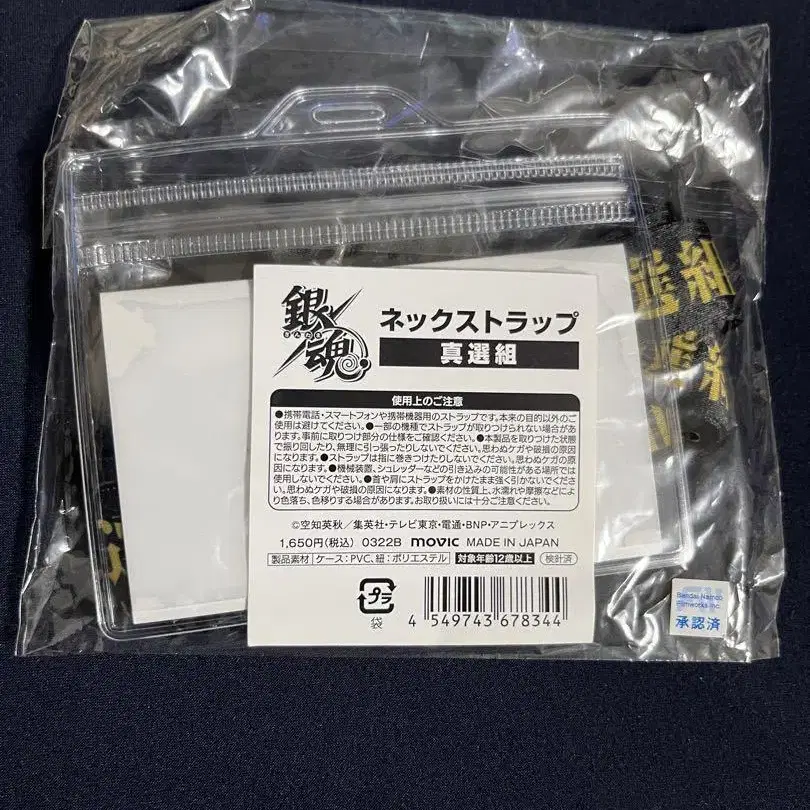 銀魂
ぎんたま
ネックストラップ
真選組
使用上のご注意
●携帯電話・スマートフォンや携帯機器用のストラップです。本来の目的以外のご
使用は避けてください。●一部の機種でストラップが取りつけられない場合があ
ります。事前に取りつけ部分の仕様をご確認ください。●本製品を取りつけた状態
で振り回したり、無理に引っ張ったりしないでください。思わぬケガや破損の原因
になります。●ストラップは指に巻きつけたりしないでください。思わぬケガの原
因になります。●機械装置、シュレッダーなどの引き込みの可能性がある場所では
使用しないでください。●首や肩にストラップをかけたまま強く引かないでくださ
い。思わぬケガや破損の原因になります。●素材の性質上、水濡れや摩擦などによ
り色落ち、色移りする場合があります。お取り扱いには十分ご注意ください。
©空知英秋／集英社・テレビ東京・電通・BNP・アニプレックス
1,650円(税込) 0322B movic MADE IN JAPAN
製品素材 ケース：PVC、紐：ポリエステル 対象年齢12歳以上 検針済
プラ
袋
4 549743 678344
Bandai Namco
Filmworks Inc.
承認済
組
選